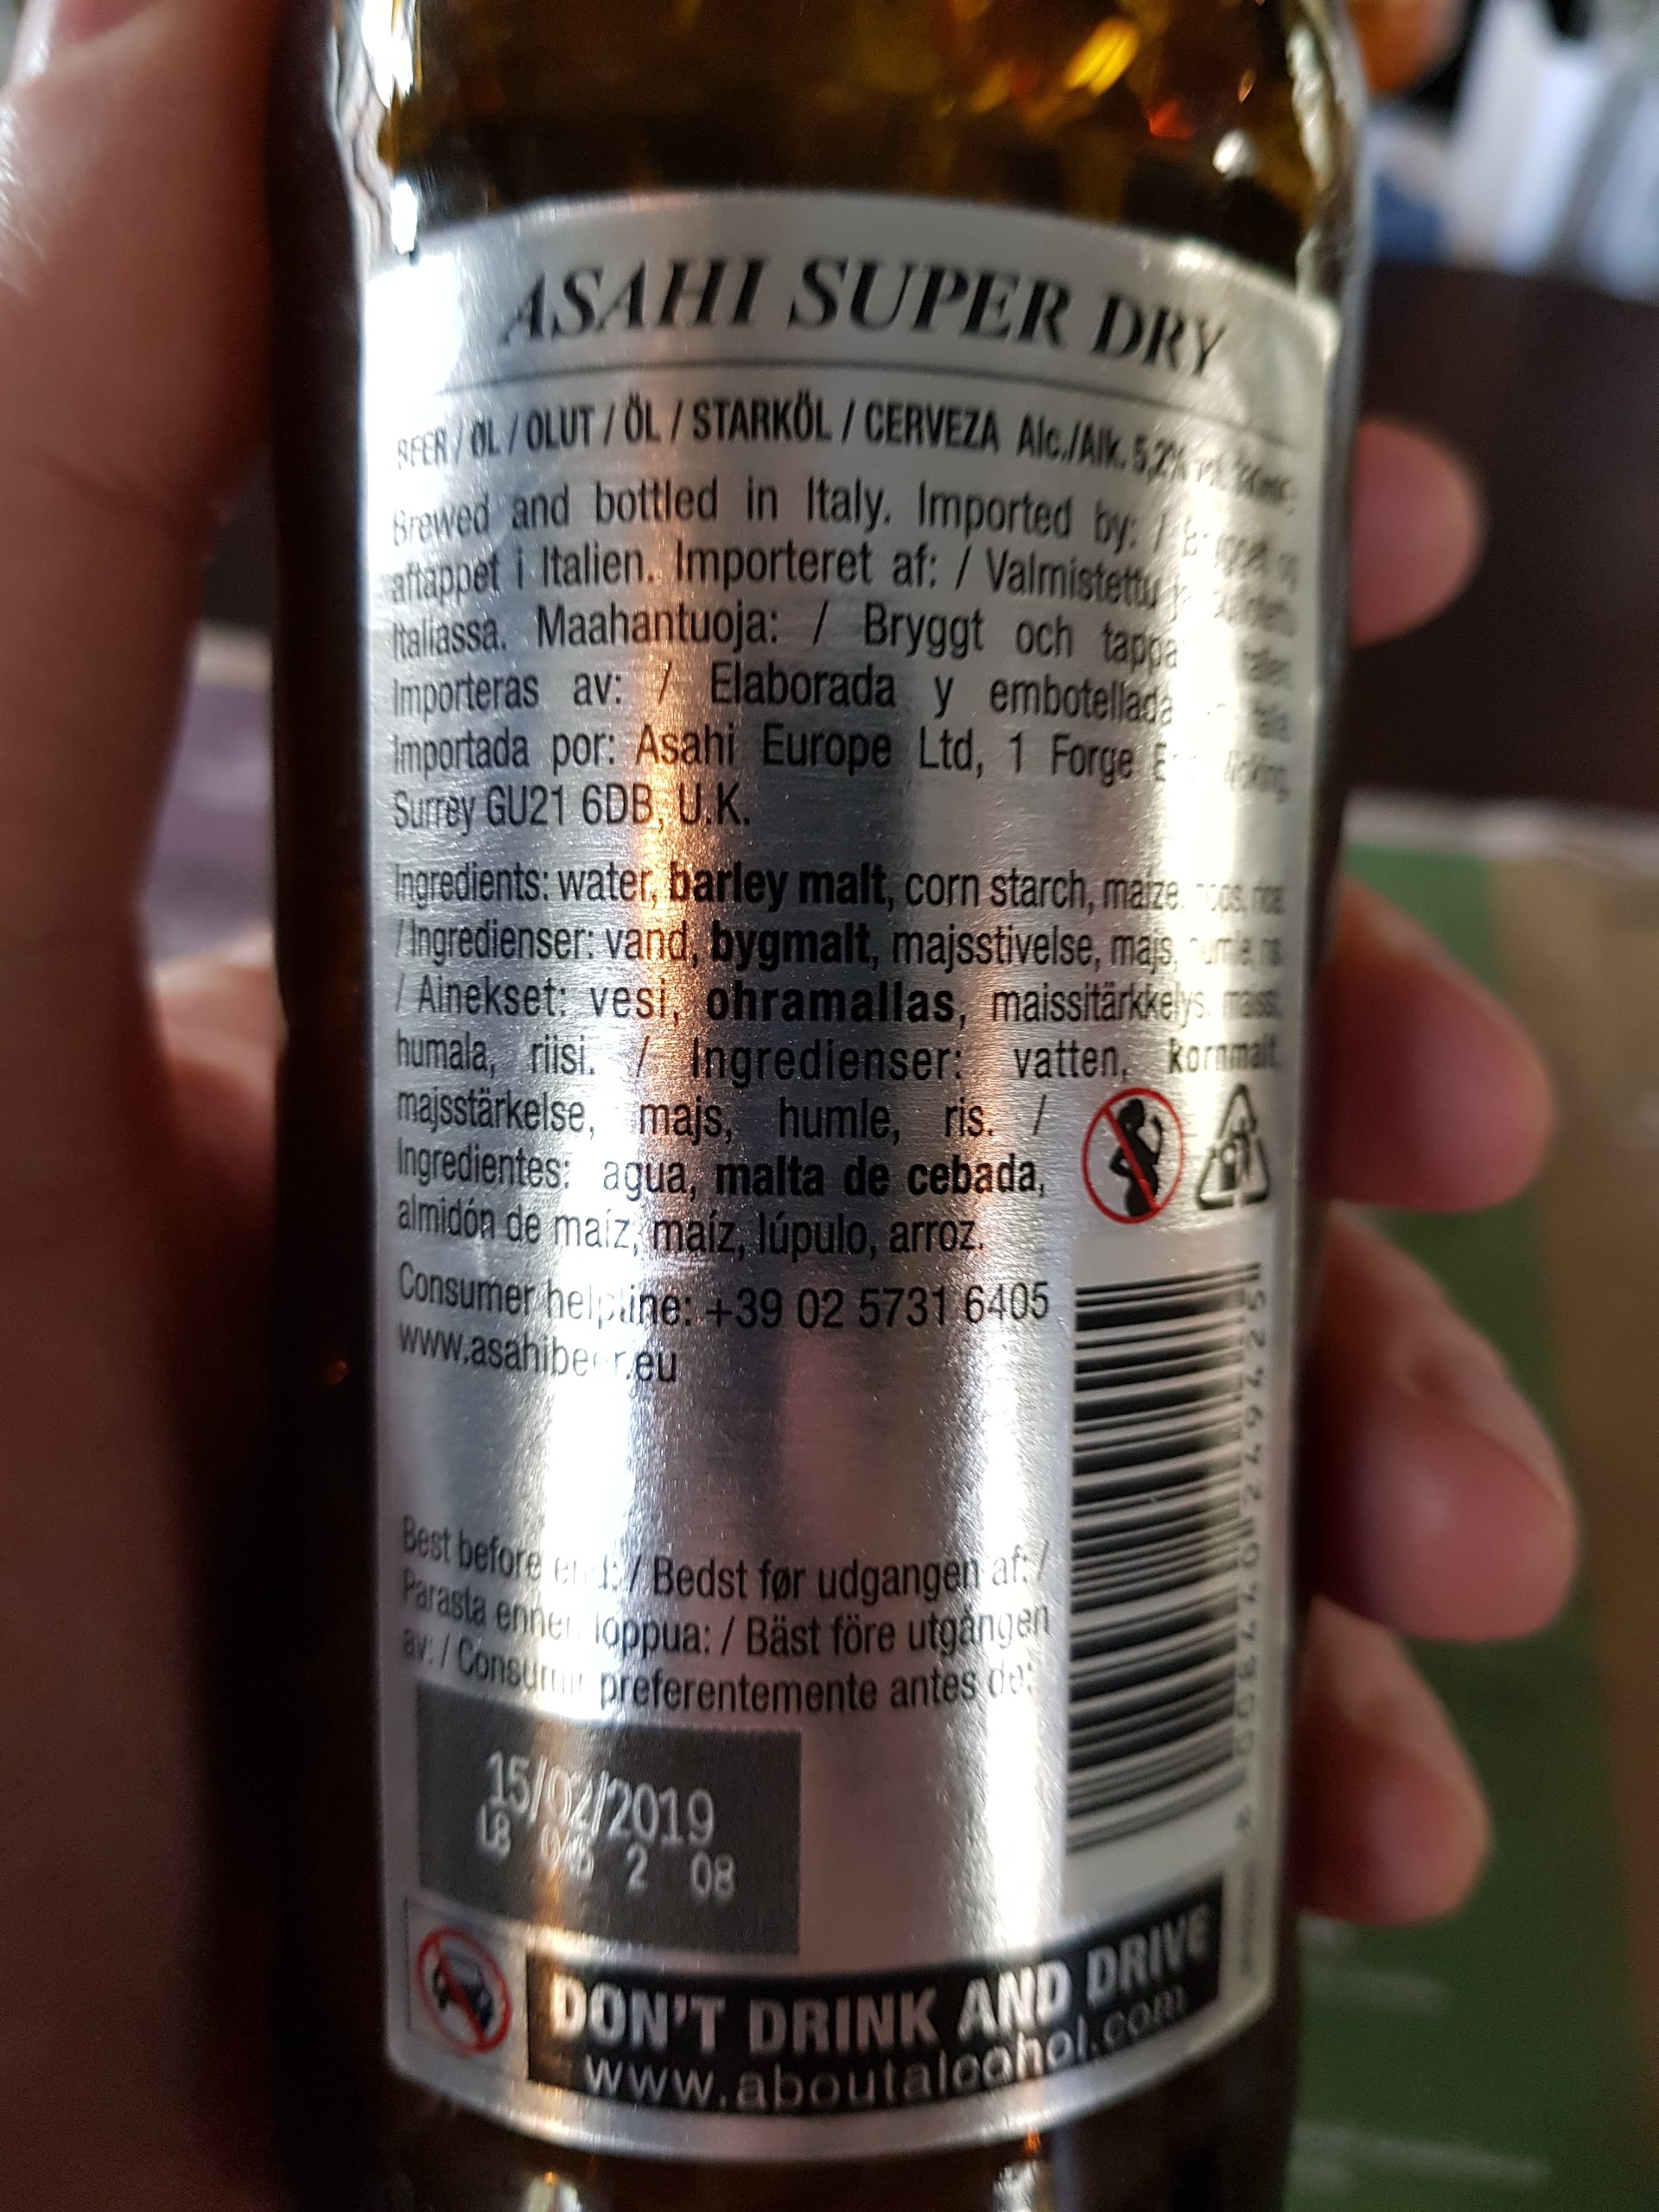 ASAHI SUPER DRY
BEER / ØL / OLUT / ÖL / STARKÖL / CERVEZA Alc./Alk. 5,2%
Brewed and bottled in Italy. Imported by: /
aftappet i Italien. Importeret af: / Valmistettu
Italiassa. Maahantuoja: / Bryggt och
Importeras av: / Elaborada y embotellada
Importada por: Asahi Europe Ltd, 1 Forge
Surrey GU21 6DB, U.K.
Ingredients: water, barley malt, corn starch, maize,
/ Ingredienser: vand, bygmalt, majsstivelse, majs,
/ Ainekset: vesi, ohramallas, maissitärkkelys,
humala, riisi. / Ingredienser: vatten, kornmalt,
majsstärkelse, majs, humle, ris. /
Ingredientes: agua, malta de cebada,
almidón de maíz, maíz, lúpulo, arroz.
Consumer helpline: +39 02 5731 6405
www.asahibeer.eu
Best before end: / Bedst før udgangen af: /
Parasta ennen loppua: / Bäst före utgången
av: / Consumir preferentemente antes de:
15/02/2019
L8 046 2 08
DON'T DRINK AND DRIVE
www.aboutalcohol.com